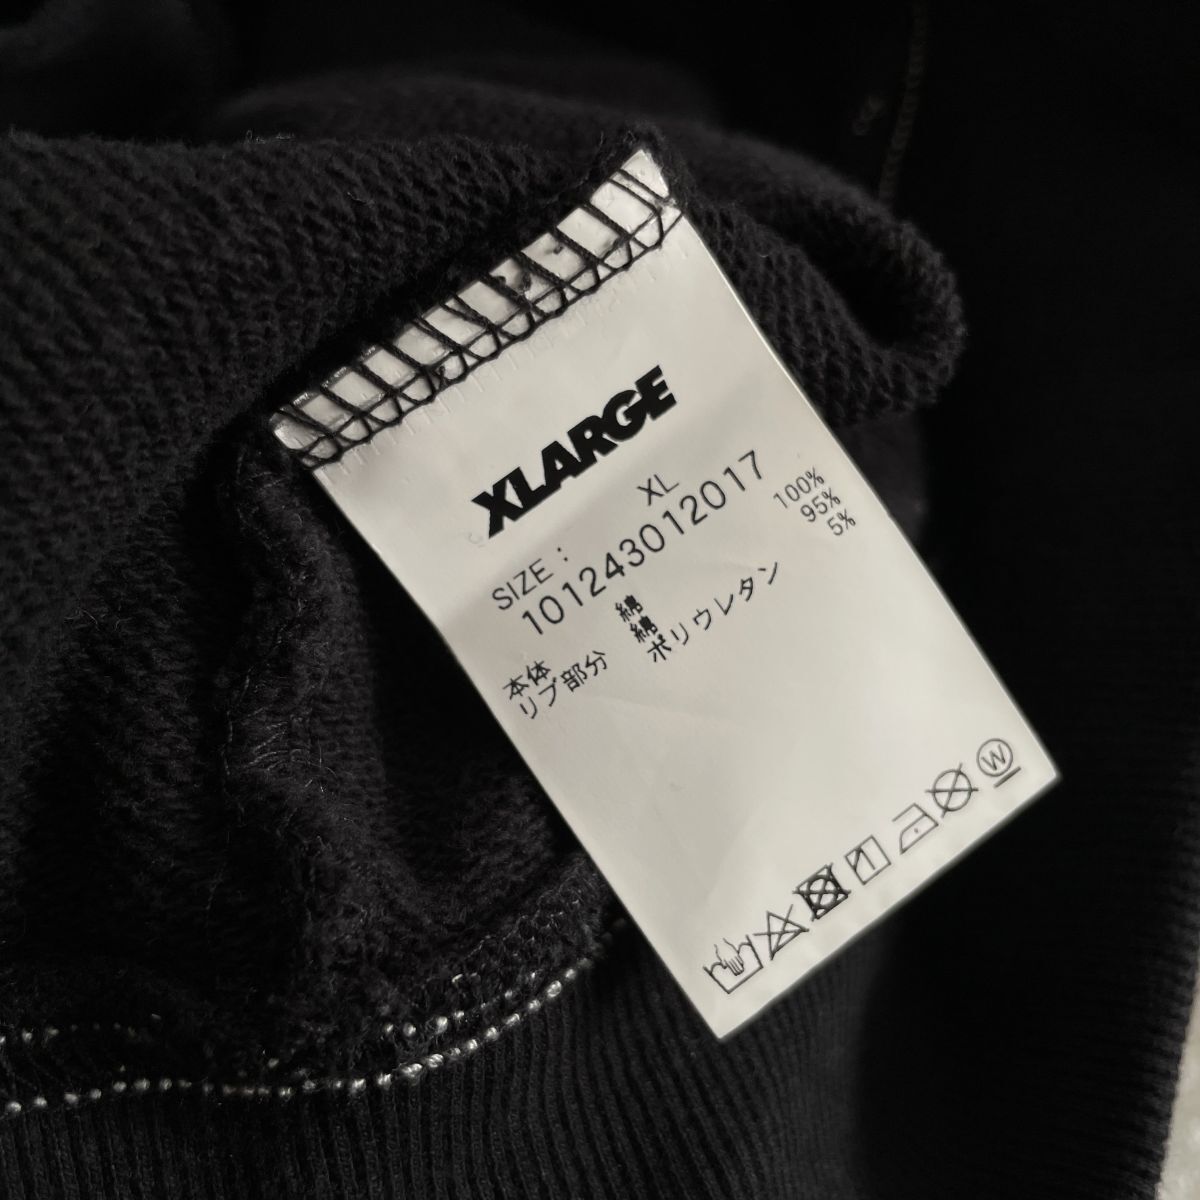 XLARGE
SIZE : XL
101243012017
本体 綿 100%
リブ部分 綿 95%
ポリウレタン 5%
W